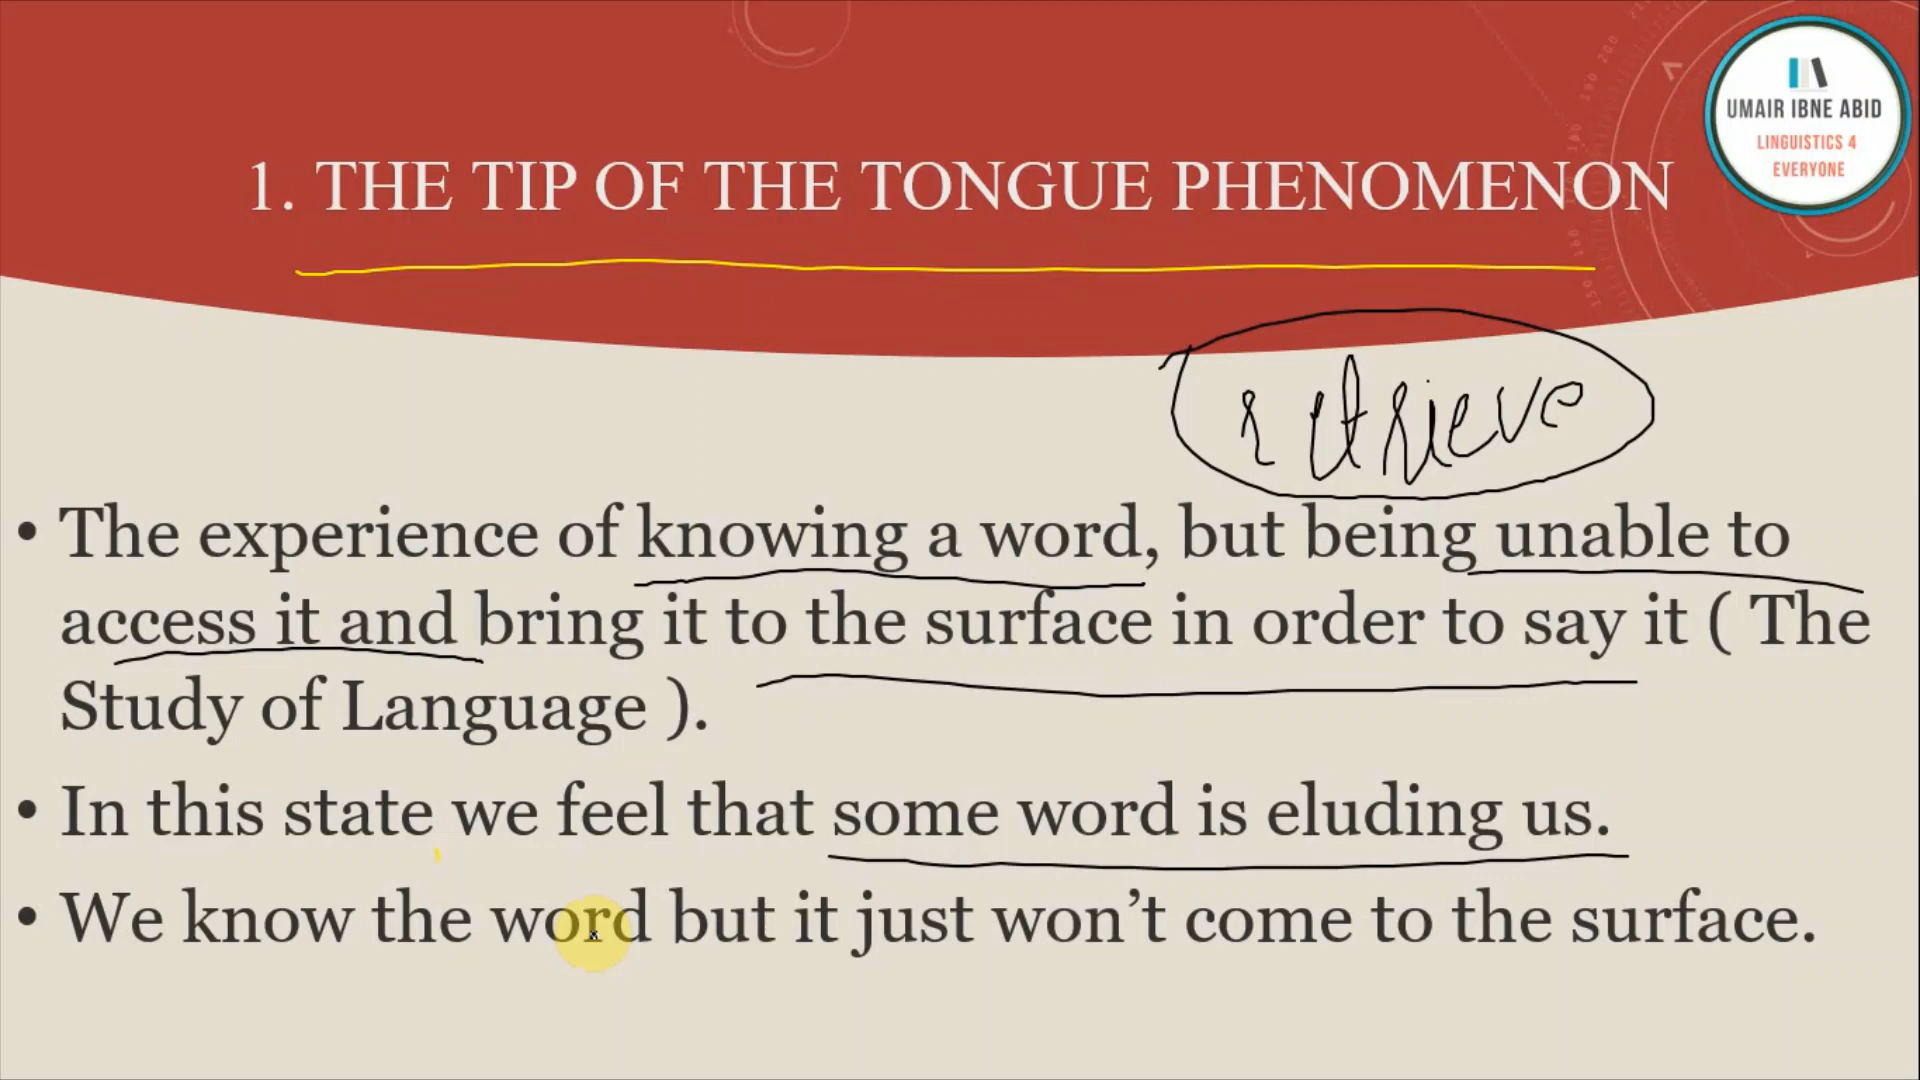 UMAIR IBNE ABID
LINGUISTICS 4
EVERYONE
1. THE TIP OF THE TONGUE PHENOMENON
retrieve
• The experience of knowing a word, but being unable to
access it and bring it to the surface in order to say it ( The
Study of Language ).
• In this state we feel that some word is eluding us.
• We know the word but it just won’t come to the surface.